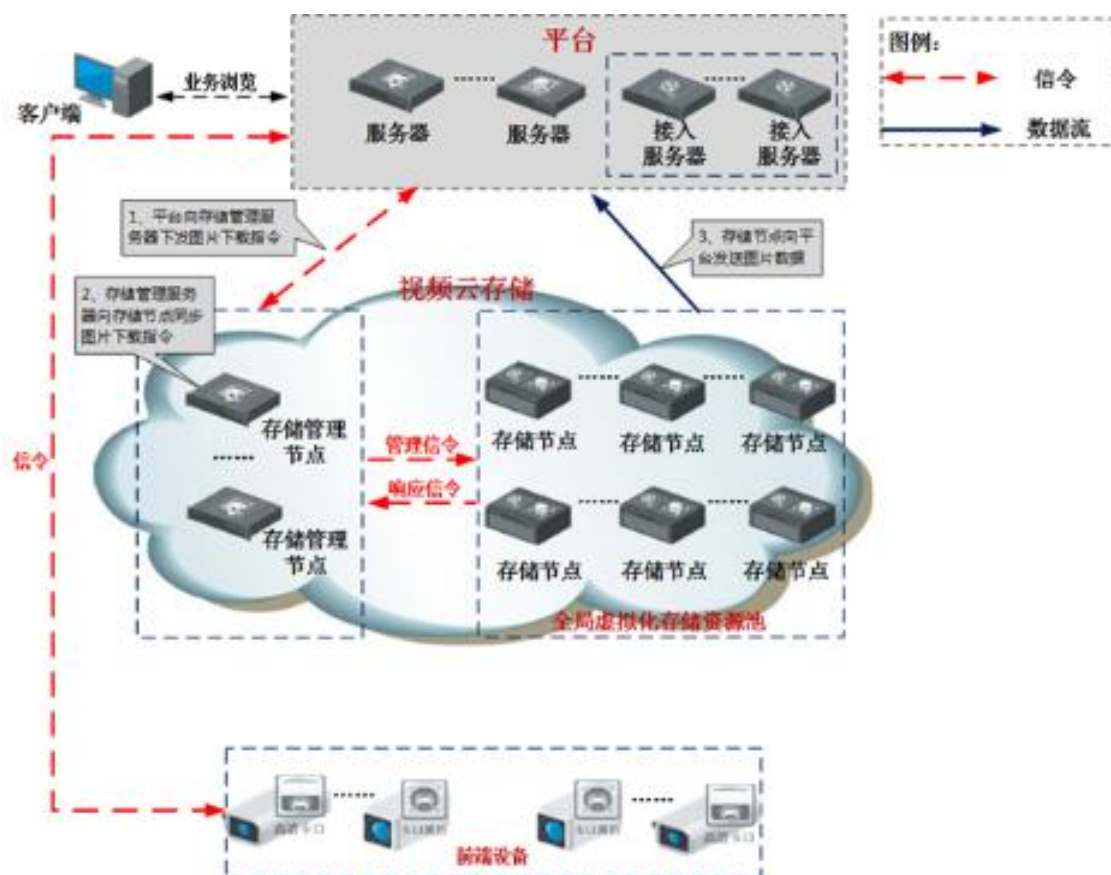 平台
图例：
信令
数据流
业务浏览
客户端
服务器
服务器
接入
服务器
接入
服务器
1、平台向存储管理服
务器下发图片下载指令
3、存储节点向平
台发送图片数据
视频云存储
2、存储管理服务
器向存储节点同步
图片下载指令
存储管理
节点
存储管理
节点
信令
管理信令
响应信令
存储节点
存储节点
存储节点
存储节点
存储节点
存储节点
全局虚拟化存储资源池
前端设备